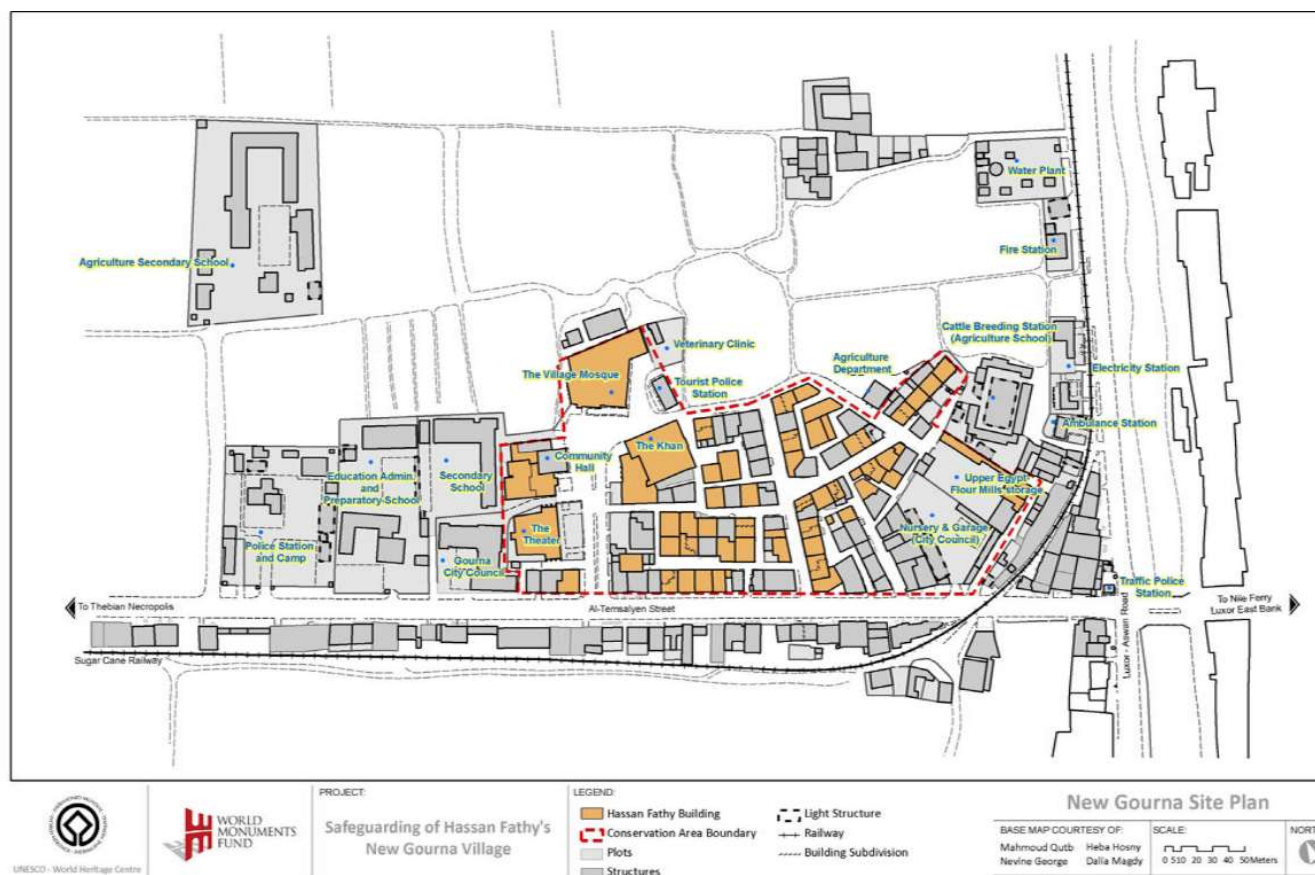 Water Plant
Fire Station
Agriculture Secondary School
Cattle Breeding Station
(Agriculture School)
Veterinary Clinic
Agriculture
Department
Electricity Station
The Village Mosque
Tourist Police
Station
Ambulance Station
The Khan
Community
Hall
Education Admin.
and
Preparatory School
Secondary
School
Upper Egypt
Flour Mills storage
The
Theater
Nursery & Garage
(City Council)
Police Station
and Camp
Gourna
City Council
Traffic Police
Station
To Thebian Necropolis
Al-Temsalyen Street
To Nile Ferry
Luxor East Bank
Luxor - Aswan Road
Sugar Cane Railway
UNESCO - World Heritage Centre
WORLD
MONUMENTS
FUND
PROJECT:
Safeguarding of Hassan Fathy's
New Gourna Village
LEGEND:
Hassan Fathy Building
Conservation Area Boundary
Plots
Structures
Light Structure
Railway
Building Subdivision
New Gourna Site Plan
BASE MAP COURTESY OF:
Mahmoud Qutb Heba Hosny
Nevine George Dalia Magdy
SCALE:
0 5 10 20 30 40 50 Meters
NORT